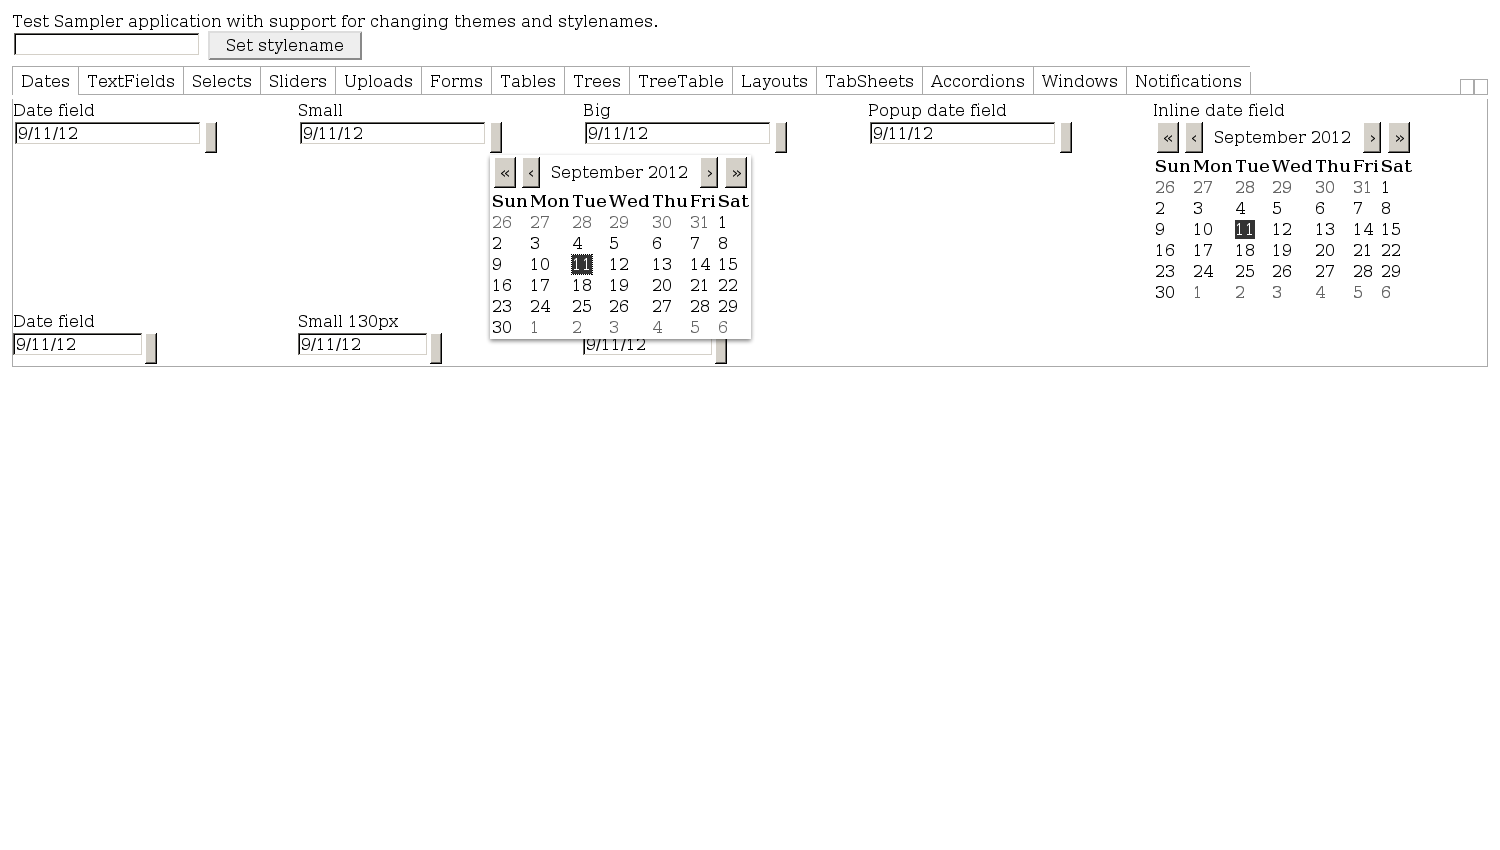 Test Sampler application with support for changing themes and stylenames.
Set stylename
Dates TextFields Selects Sliders Uploads Forms Tables Trees TreeTable Layouts TabSheets Accordions Windows Notifications
Date field Small Big Popup date field Inline date field
9/11/12 9/11/12 9/11/12 9/11/12
« ‹ September 2012 › »
Sun Mon Tue Wed Thu Fri Sat
26 27 28 29 30 31 1
2 3 4 5 6 7 8
9 10 11 12 13 14 15
16 17 18 19 20 21 22
23 24 25 26 27 28 29
30 1 2 3 4 5 6
« ‹ September 2012 › »
Sun Mon Tue Wed Thu Fri Sat
26 27 28 29 30 31 1
2 3 4 5 6 7 8
9 10 11 12 13 14 15
16 17 18 19 20 21 22
23 24 25 26 27 28 29
30 1 2 3 4 5 6
Date field Small 130px
9/11/12 9/11/12 9/11/12